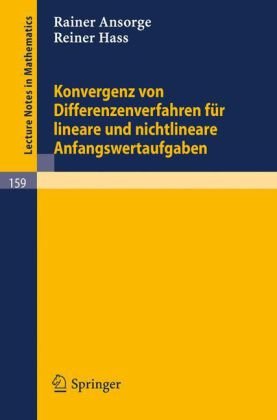 Rainer Ansorge
Reiner Hass
Lecture Notes in Mathematics
Konvergenz von
Differenzenverfahren für
lineare und nichtlineare
Anfangswertaufgaben
159
Springer